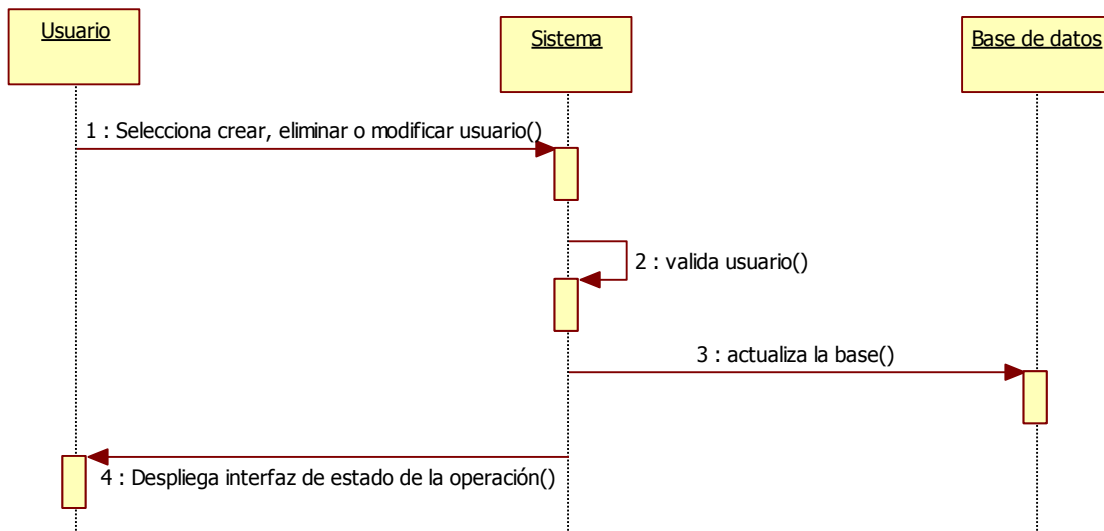 Usuario
Sistema
Base de datos
1 : Selecciona crear, eliminar o modificar usuario()
2 : valida usuario()
3 : actualiza la base()
4 : Despliega interfaz de estado de la operación()